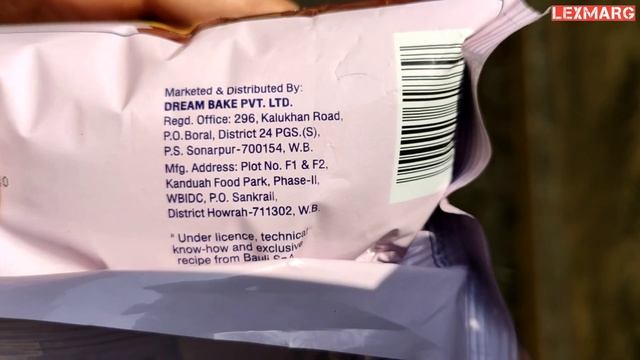 LEXMARG
Marketed & Distributed By:
DREAM BAKE PVT. LTD.
Regd. Office: 296, Kalukhan Road,
P.O.Boral, District 24 PGS.(S),
P.S. Sonarpur-700154, W.B.
Mfg. Address: Plot No. F1 & F2,
Kanduah Food Park, Phase-II,
WBIDC, P.O. Sankrail,
District Howrah-711302, W.B.
" Under licence, technical
know-how and exclusive
recipe from Bauli S.